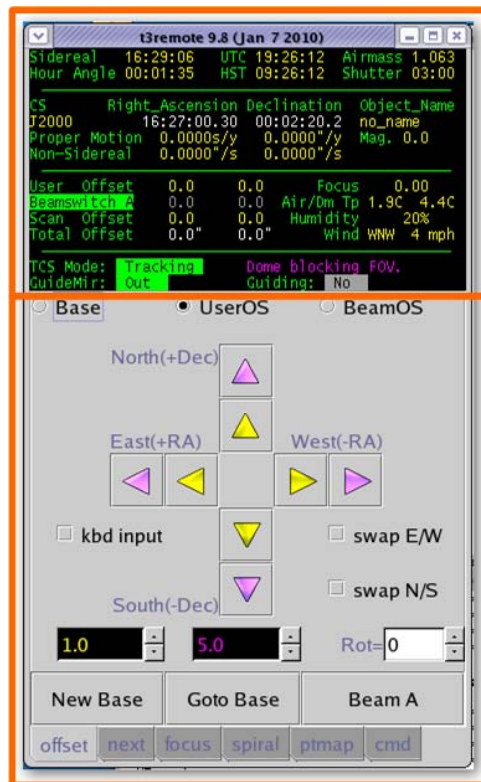 t3remote 9.8 (Jan 7 2010)
Sidereal 16:29:06 UTC 19:26:12 Airmass 1.063
Hour Angle 00:01:35 HST 09:26:12 Shutter 03:00
CS Right_Ascension Declination Object_Name
J2000 16:27:00.30 00:02:20.2 no_name
Proper Motion 0.0000s/y 0.0000"/y Mag. 0.0
Non-Sidereal 0.0000"/s 0.0000"/s
User Offset 0.0 0.0 Focus 0.00
Beamswitch A 0.0 0.0 Air/Dm Tp 1.9C 4.4C
Scan Offset 0.0 0.0 Humidity 20%
Total Offset 0.0" 0.0" Wind WNW 4 mph
TCS Mode: Tracking Dome blocking FOV.
GuideMir: Out Guiding: No
Base UserOS BeamOS
North(+Dec)
East(+RA) West(-RA)
kbd input swap E/W
swap N/S
South(-Dec)
1.0 5.0 Rot= 0
New Base Goto Base Beam A
offset next focus spiral ptmap cmd